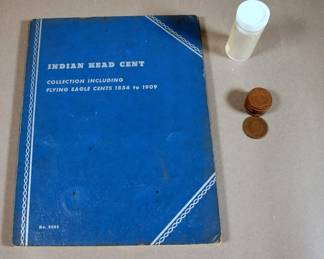 INDIAN HEAD CENT
COLLECTION INCLUDING
FLYING EAGLE CENTS 1856 to 1909